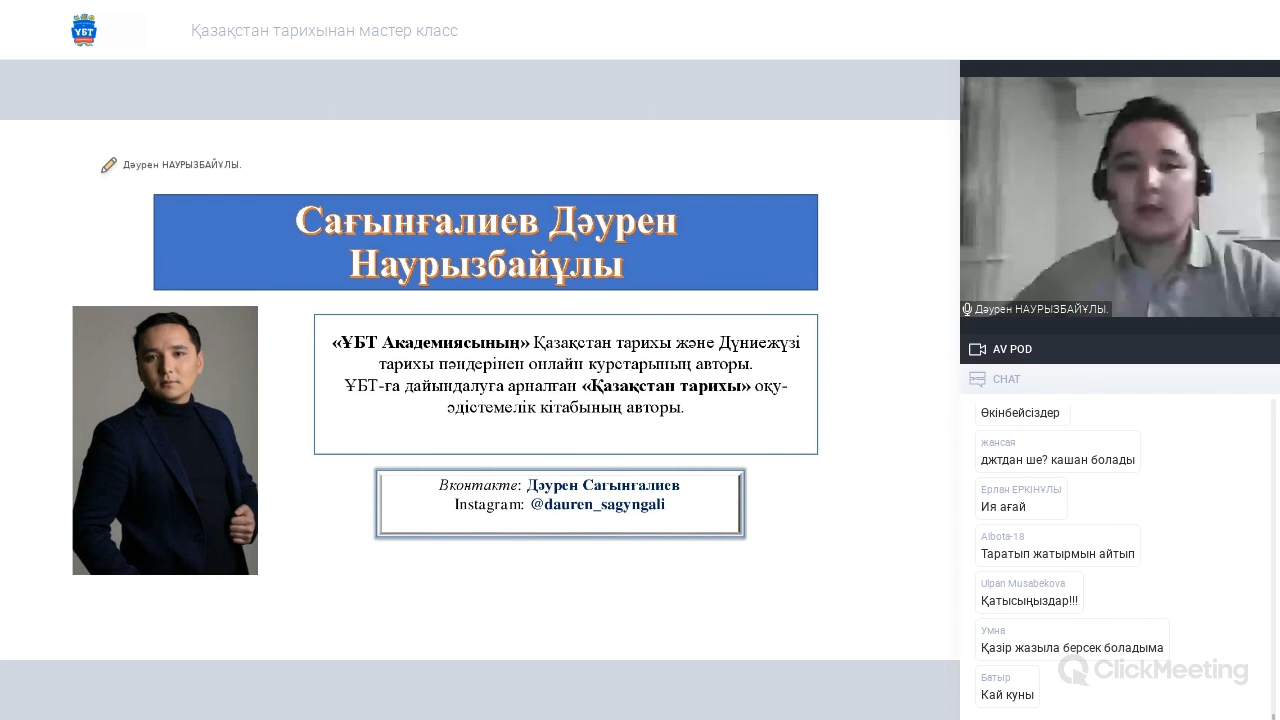 ҰБТ
Қазақстан тарихынан мастер класс
Дәурен НАУРЫЗБАЙҰЛЫ.
Сағынғалиев Дәурен
Наурызбайұлы
«ҰБТ Академиясының» Қазақстан тарихы және Дүниежүзі
тарихы пәндерінен онлайн курстарының авторы.
ҰБТ-ға дайындалуға арналған «Қазақстан тарихы» оқу-
әдістемелік кітабының авторы.
Вконтакте: Дәурен Сагынгалиев
Instagram: @dauren_sagyngali
Дәурен НАУРЫЗБАЙҰЛЫ.
AV POD
CHAT
Өкінбейсіздер
жансая
джтдан ше? кашан болады
Ерлан ЕРКІНҰЛЫ
Ия ағай
Aibota-18
Таратып жатырмын айтып
Ulpan Musabekova
Қатысыңыздар!!!
Умна
Қазір жазыла берсек боладыма
ClickMeeting
Батыр
Кай куны